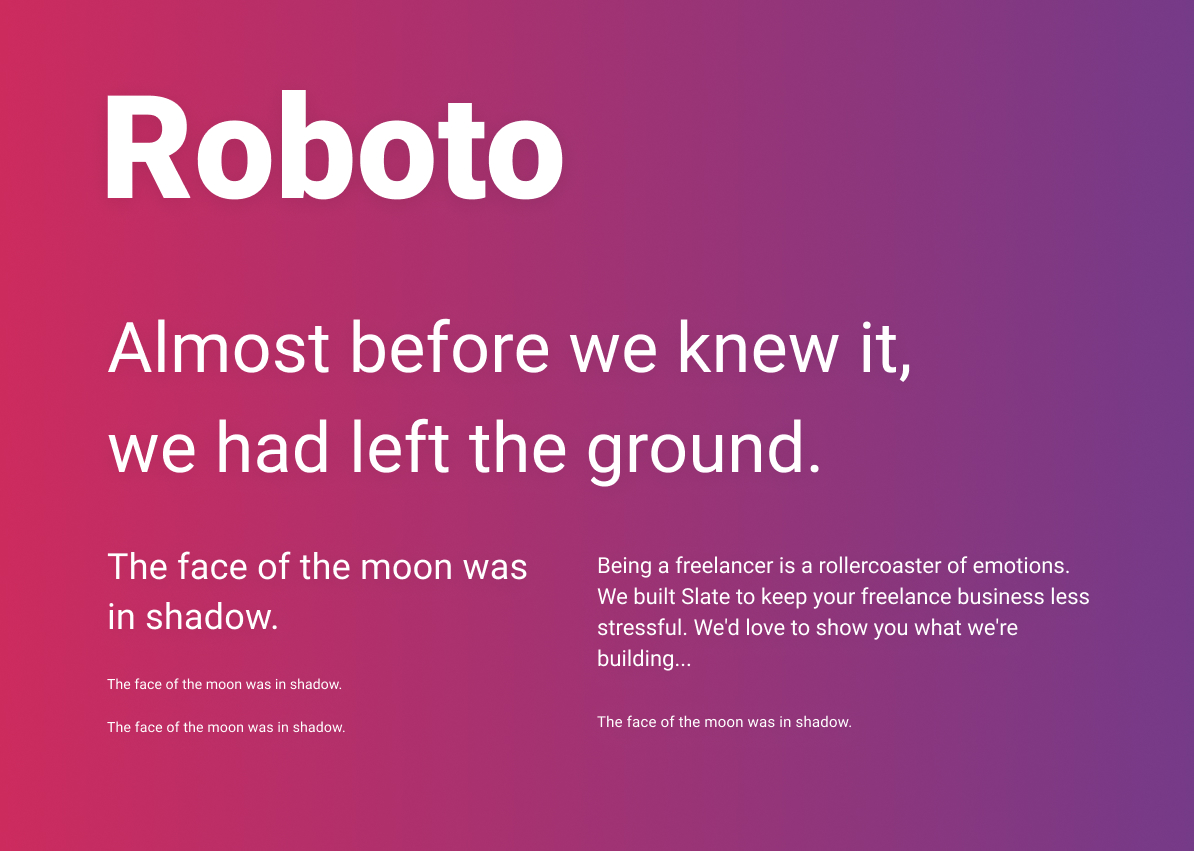 Roboto
Almost before we knew it,
we had left the ground.
The face of the moon was
in shadow.
The face of the moon was in shadow.
The face of the moon was in shadow.
Being a freelancer is a rollercoaster of emotions.
We built Slate to keep your freelance business less
stressful. We'd love to show you what we're
building...
The face of the moon was in shadow.